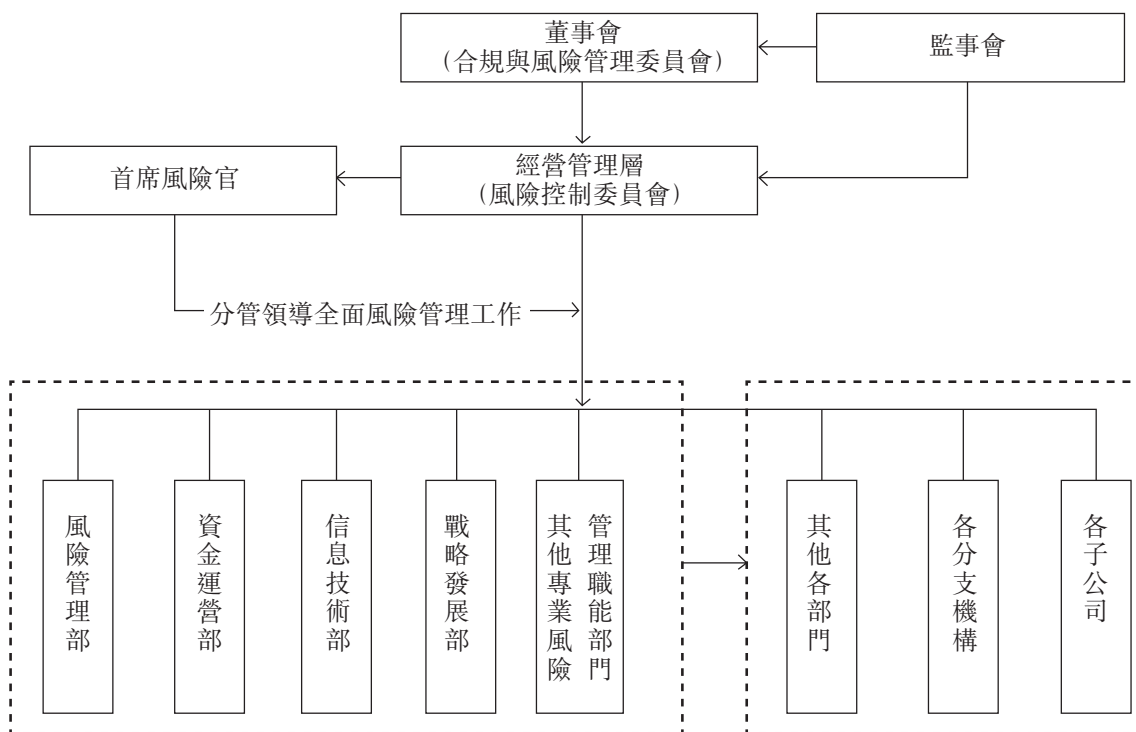 董事會
（合規與風險管理委員會）
監事會
首席風險官
經營管理層
（風險控制委員會）
分管領導全面風險管理工作
風險管理部
資金運營部
信息技術部
戰略發展部
其他專業風險
管理職能部門
其他各部門
各分支機構
各子公司